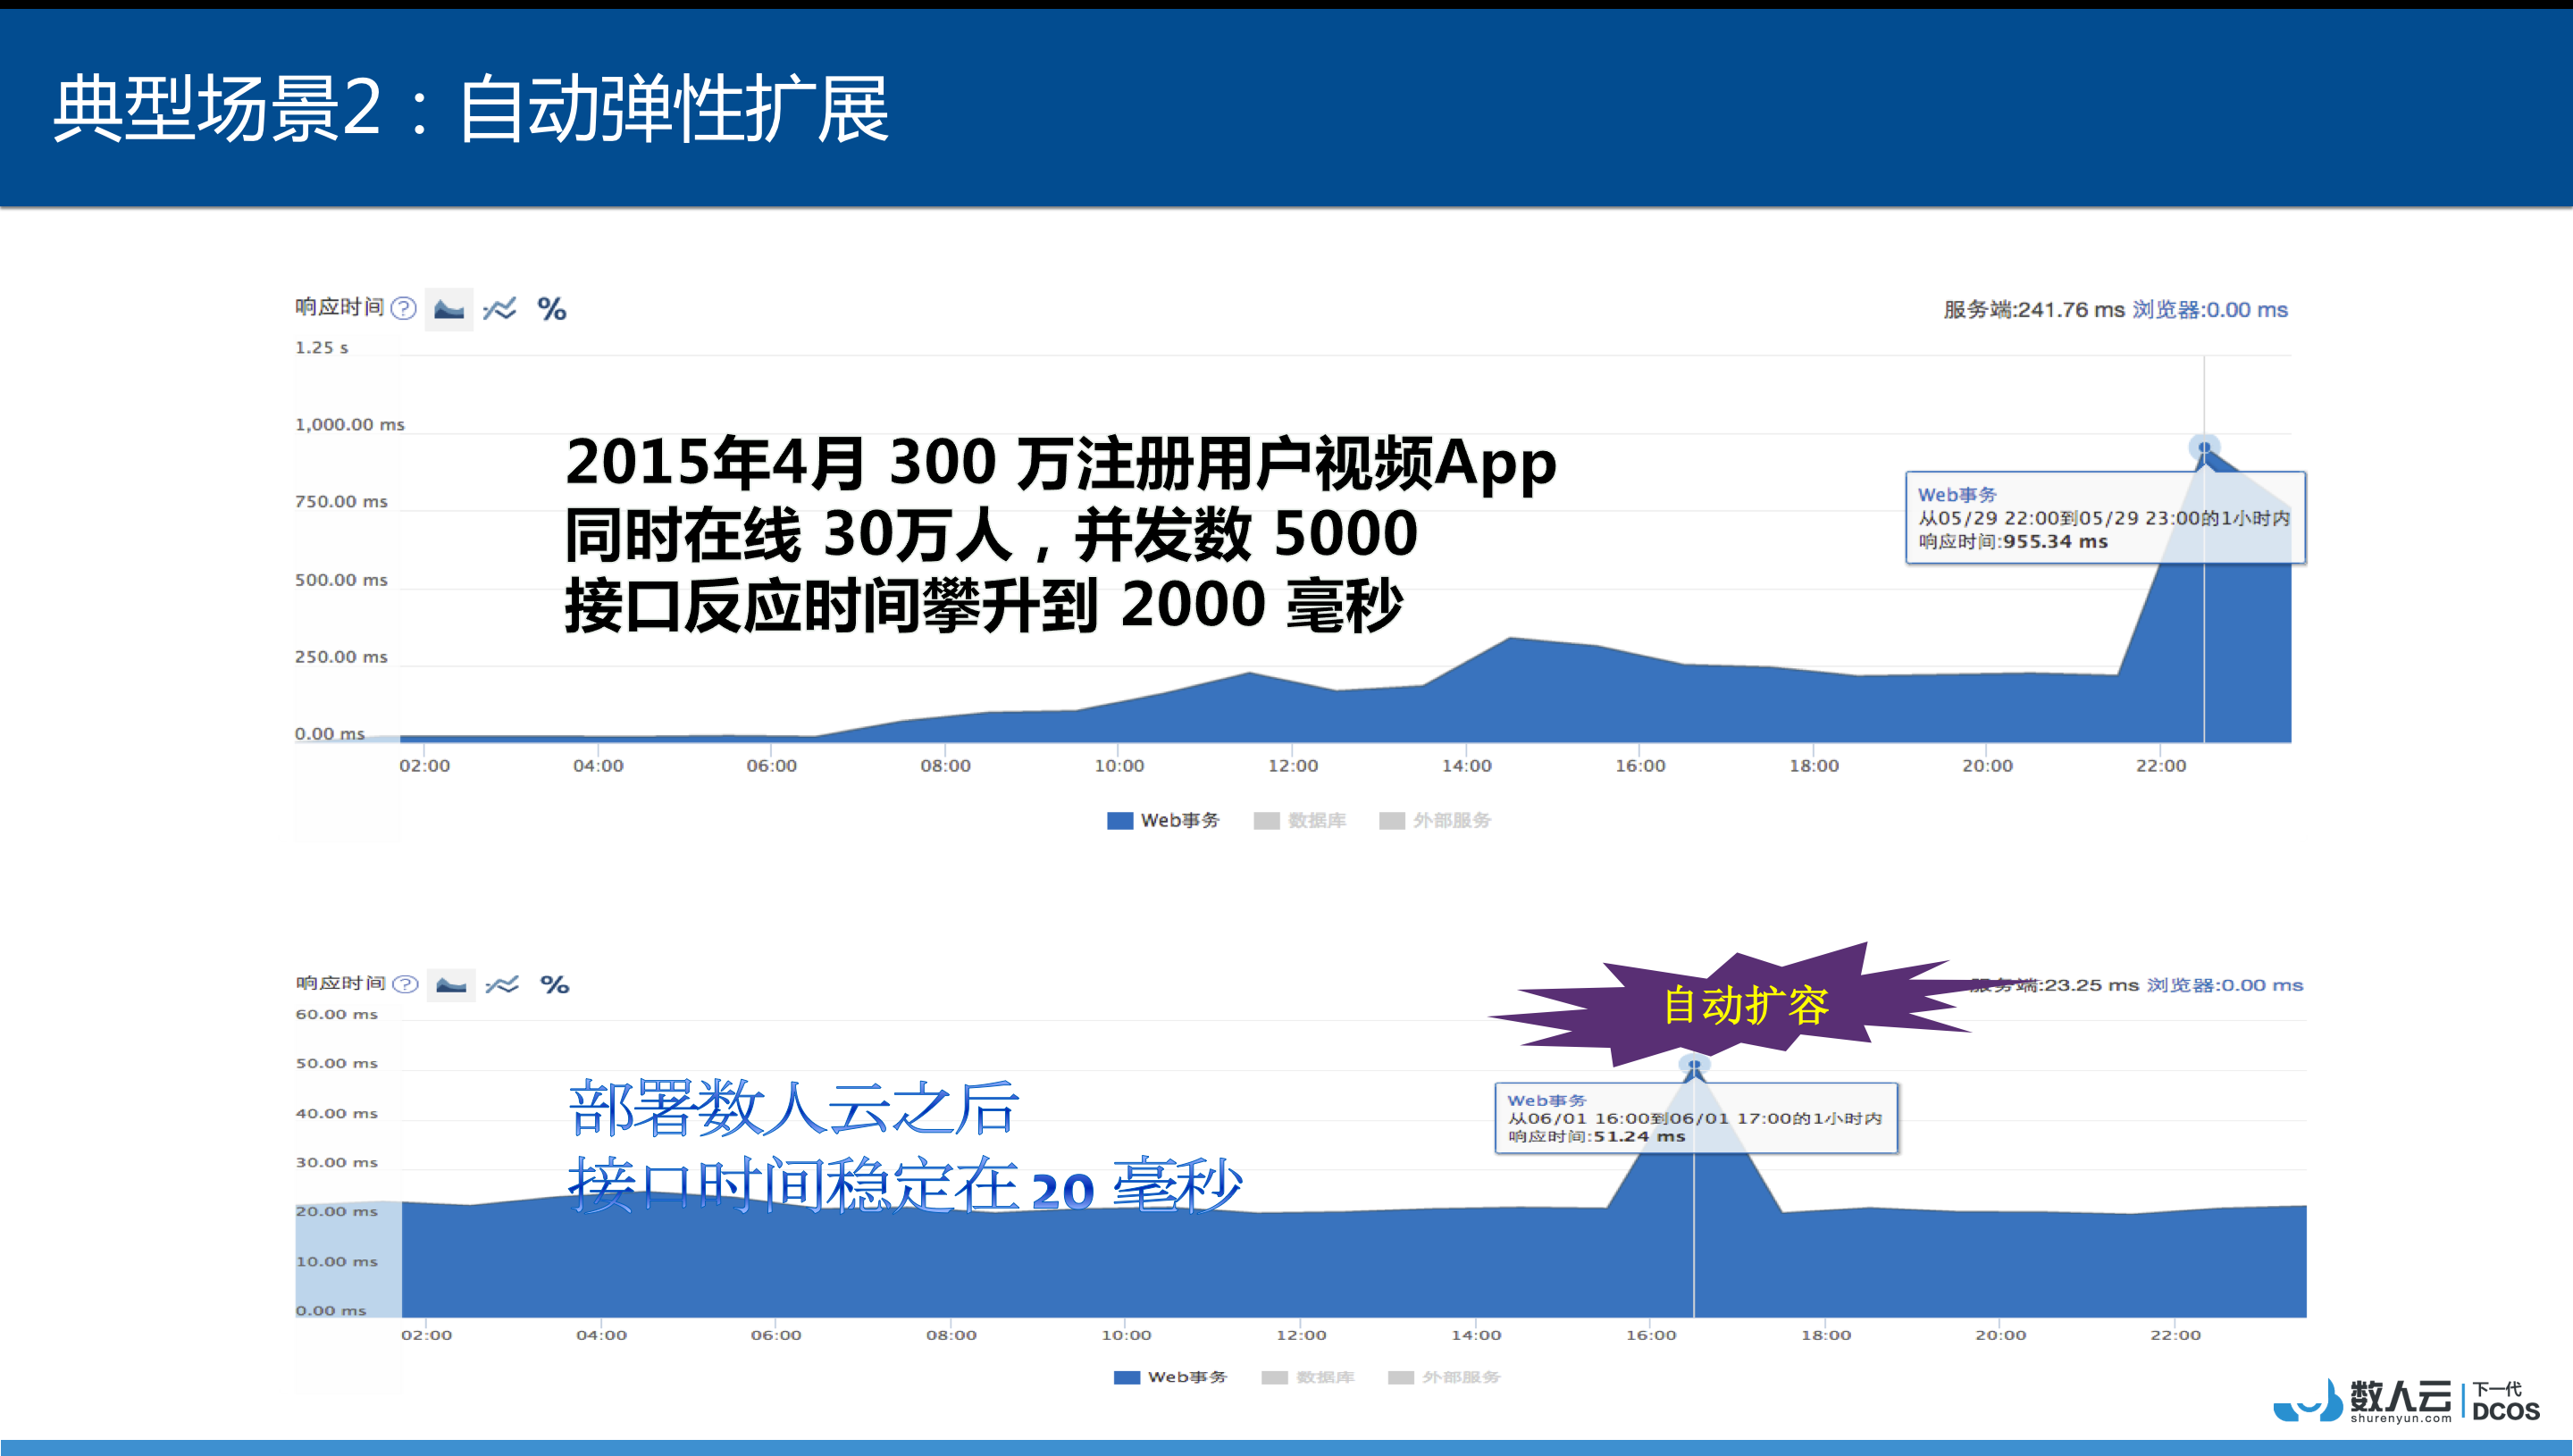 典型场景2：自动弹性扩展
响应时间 ? %
服务端:241.76 ms 浏览器:0.00 ms
1.25 s
1,000.00 ms
750.00 ms
500.00 ms
250.00 ms
0.00 ms
2015年4月 300 万注册用户视频App
同时在线 30万人，并发数 5000
接口反应时间攀升到 2000 毫秒
Web事务
从05/29 22:00到05/29 23:00的1小时内
响应时间:955.34 ms
02:00 04:00 06:00 08:00 10:00 12:00 14:00 16:00 18:00 20:00 22:00
Web事务 数据库 外部服务
响应时间 ? %
自动扩容
服务端:23.25 ms 浏览器:0.00 ms
60.00 ms
50.00 ms
40.00 ms
30.00 ms
20.00 ms
10.00 ms
0.00 ms
部署数人云之后
接口时间稳定在 20 毫秒
Web事务
从06/01 16:00到06/01 17:00的1小时内
响应时间:51.24 ms
02:00 04:00 06:00 08:00 10:00 12:00 14:00 16:00 18:00 20:00 22:00
Web事务 数据库 外部服务
数人云
shurenyun.com
下一代
DCOS